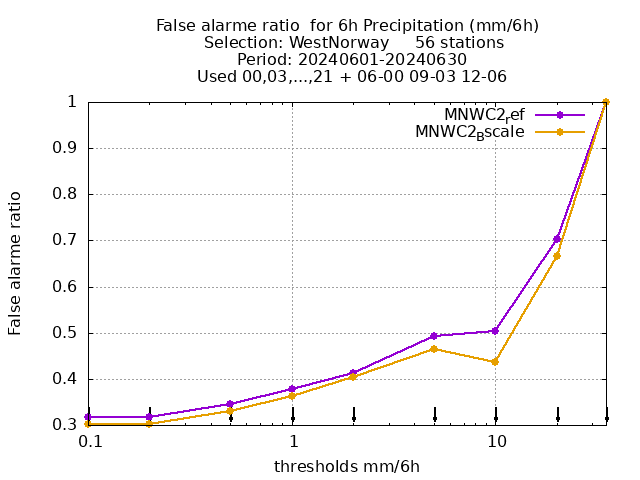 False alarme ratio  for 6h Precipitation (mm/6h)
Selection: WestNorway     56 stations
Period: 20240601-20240630
Used 00,03,...,21 + 06-00 09-03 12-06
MNWC2ref
MNWC2Bscale
1
0.9
0.8
0.7
0.6
0.5
0.4
0.3
False alarme ratio
0.1 1 10
thresholds mm/6h